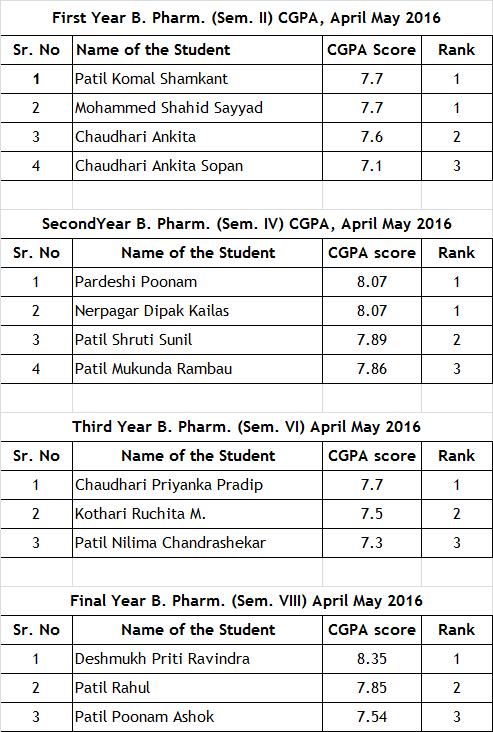 First Year B. Pharm. (Sem. II) CGPA, April May 2016
Sr. No Name of the Student CGPA Score Rank
1 Patil Komal Shamkant 7.7 1
2 Mohammed Shahid Sayyad 7.7 1
3 Chaudhari Ankita 7.6 2
4 Chaudhari Ankita Sopan 7.1 3
SecondYear B. Pharm. (Sem. IV) CGPA, April May 2016
Sr. No Name of the Student CGPA score Rank
1 Pardeshi Poonam 8.07 1
2 Nerpagar Dipak Kailas 8.07 1
3 Patil Shruti Sunil 7.89 2
4 Patil Mukunda Rambau 7.86 3
Third Year B. Pharm. (Sem. VI) April May 2016
Sr. No Name of the Student CGPA score Rank
1 Chaudhari Priyanka Pradip 7.7 1
2 Kothari Ruchita M. 7.5 2
3 Patil Nilima Chandrashekar 7.3 3
Final Year B. Pharm. (Sem. VIII) April May 2016
Sr. No Name of the Student CGPA score Rank
1 Deshmukh Priti Ravindra 8.35 1
2 Patil Rahul 7.85 2
3 Patil Poonam Ashok 7.54 3